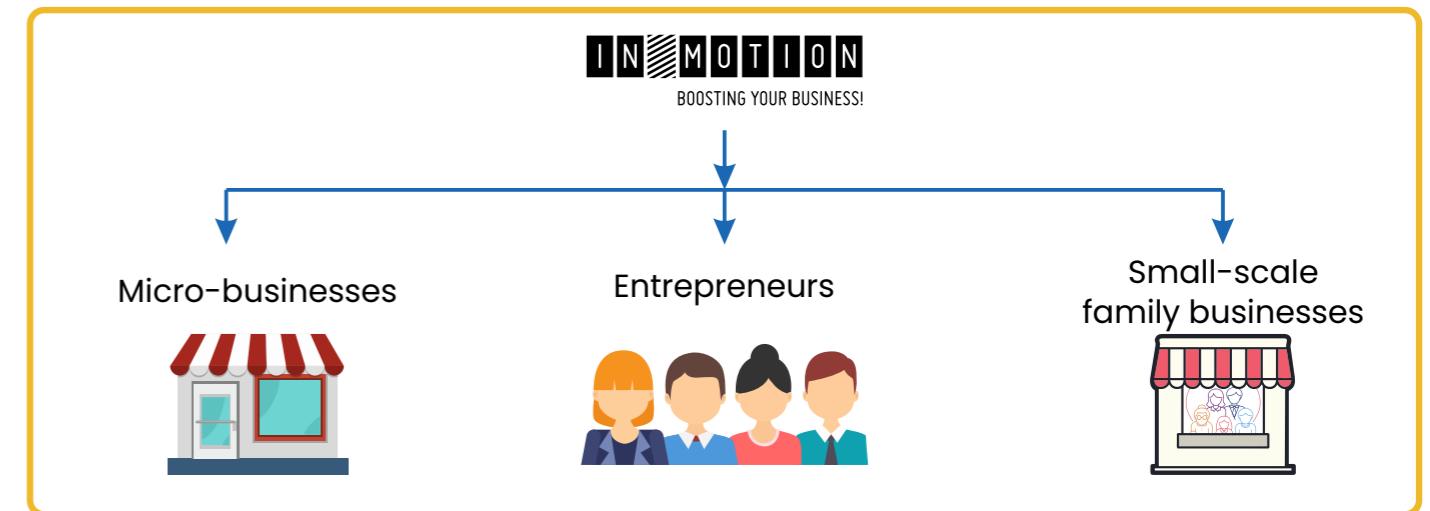 IN MOTION
BOOSTING YOUR BUSINESS!
Micro-businesses
Entrepreneurs
Small-scale
family businesses